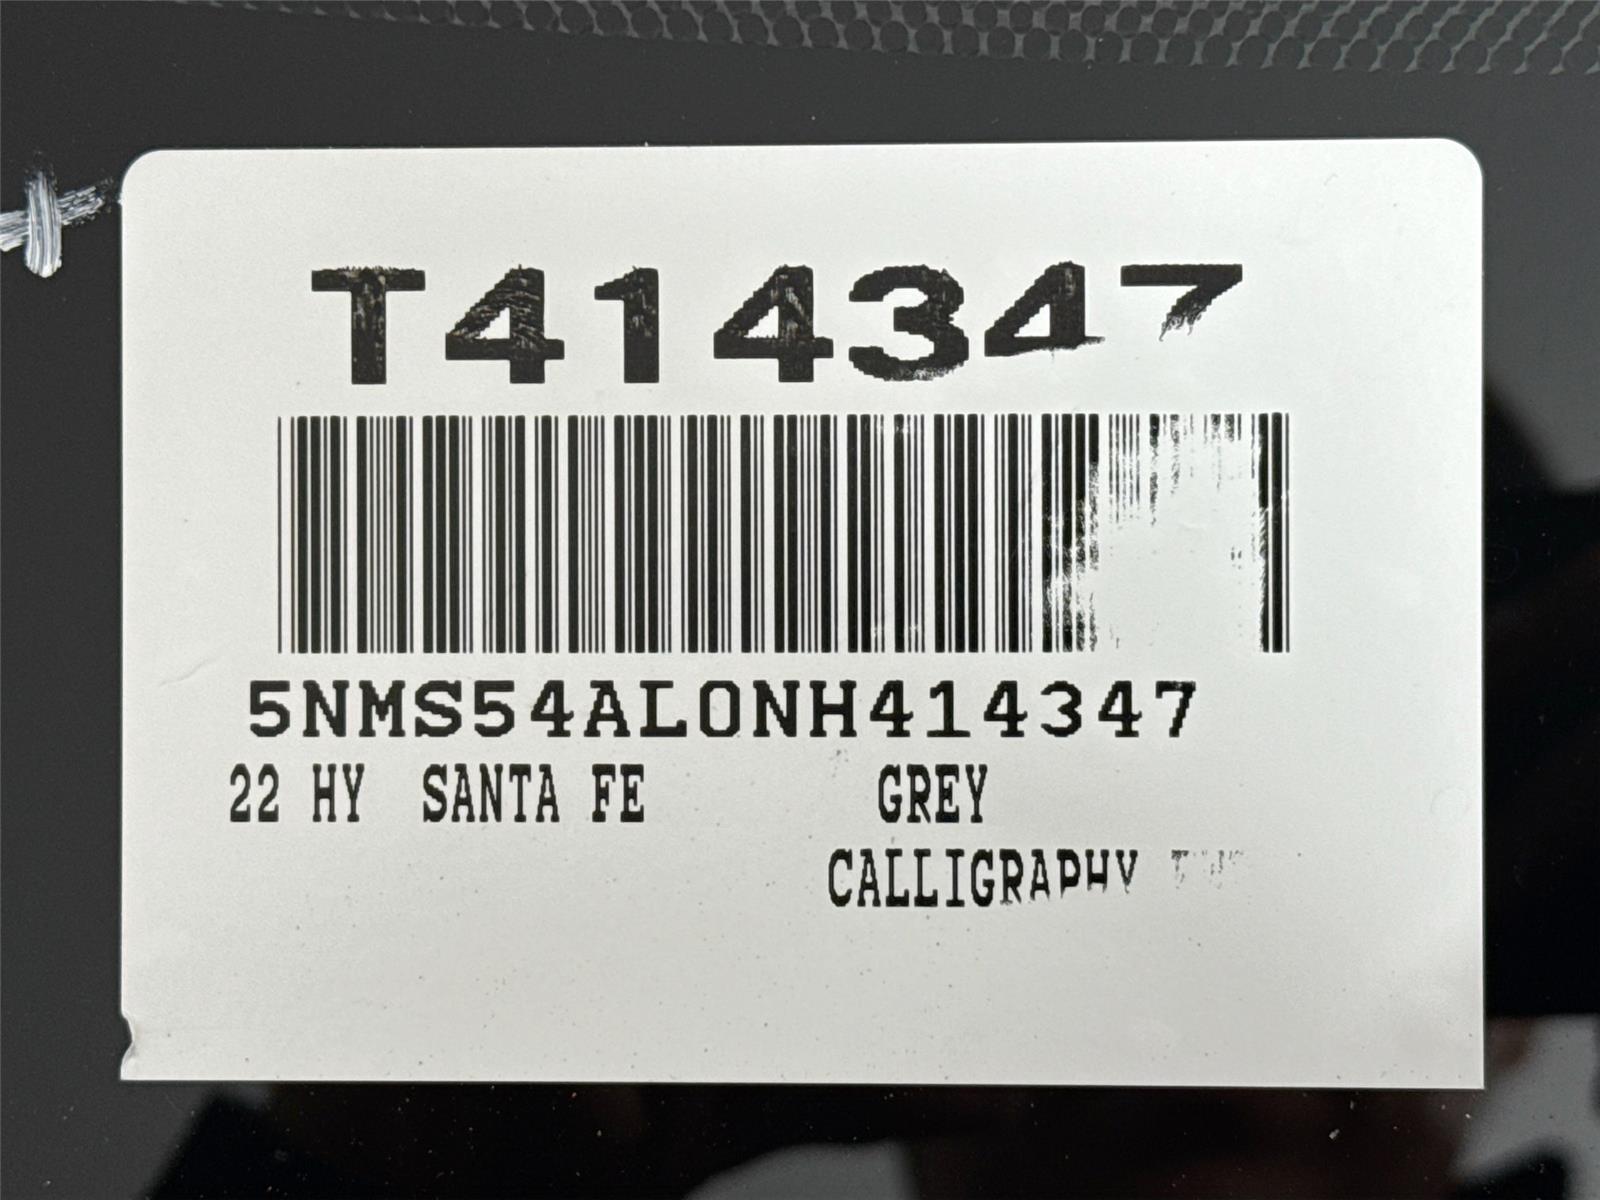 T414347
5NMS54AL0NH414347
22 HY SANTA FE GREY
CALLIGRAPHY